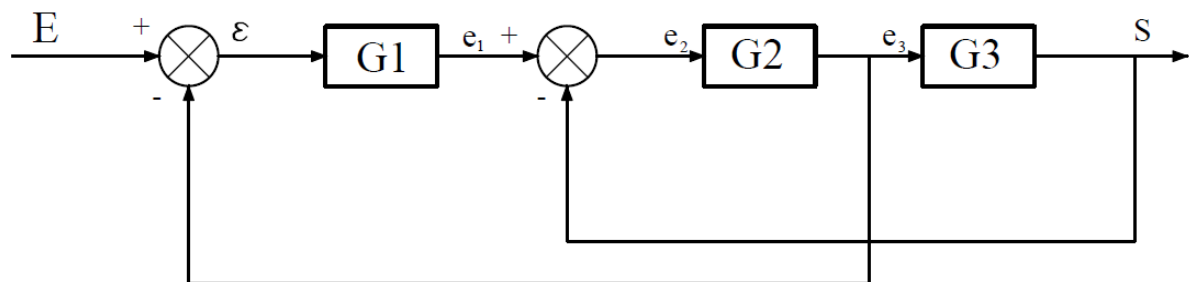 E + ε G1 e₁ + e₂ G2 e₃ G3 S
- -